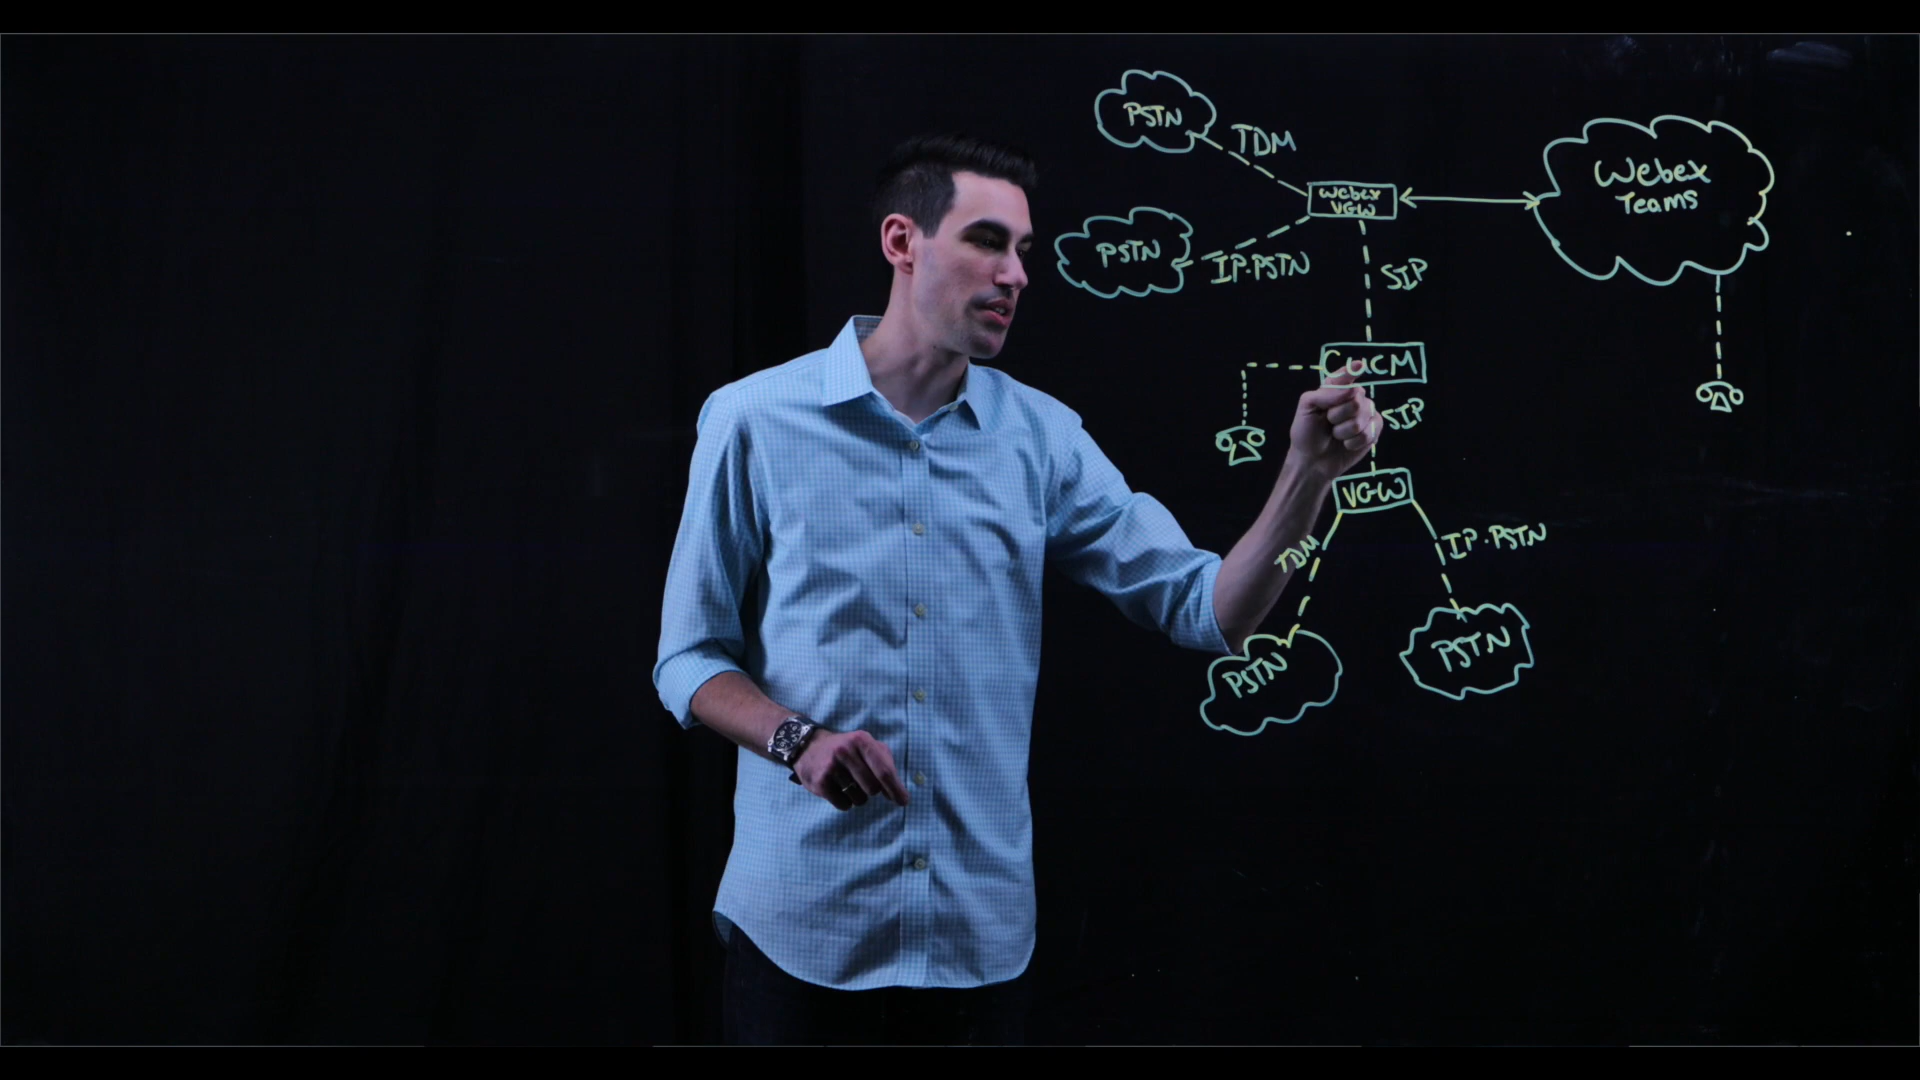 PSTN
TDM
Webex
VGW
Webex
Teams
PSTN
IP-PSTN
SIP
CUCM
SIP
VGW
TDM
IP-PSTN
PSTN
PSTN